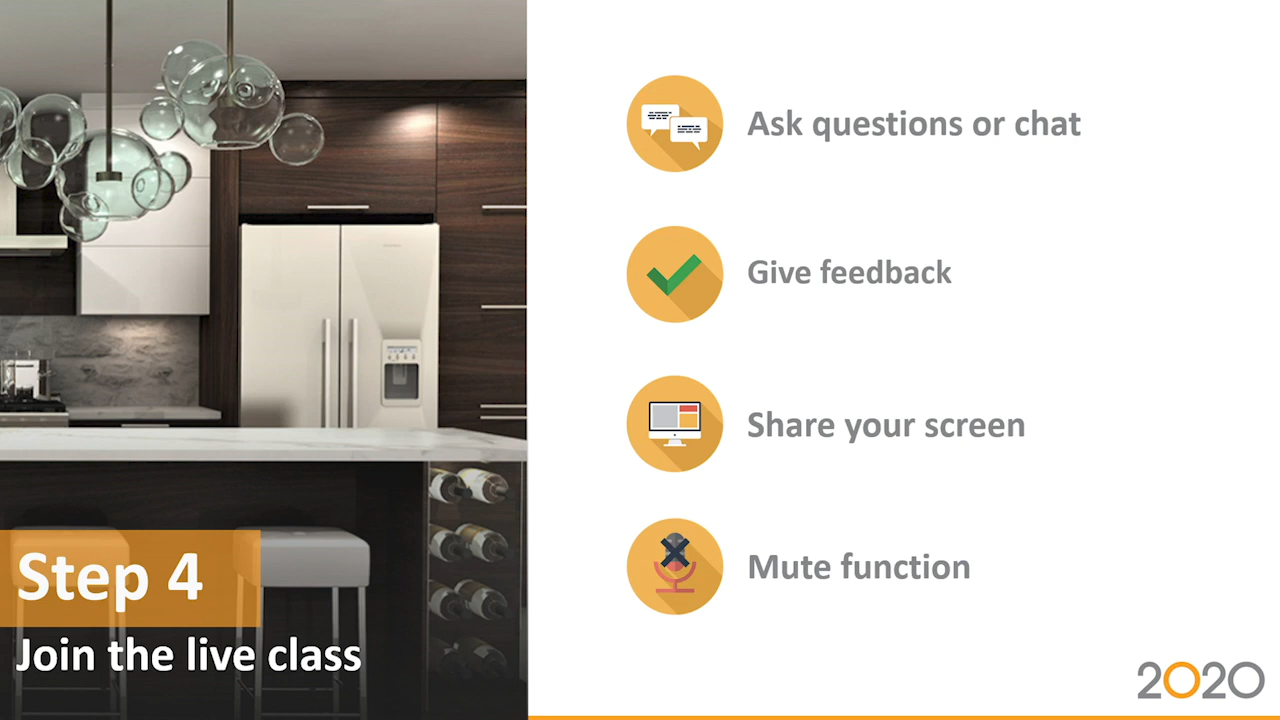 Ask questions or chat
Give feedback
Share your screen
Mute function
Step 4
Join the live class
2020